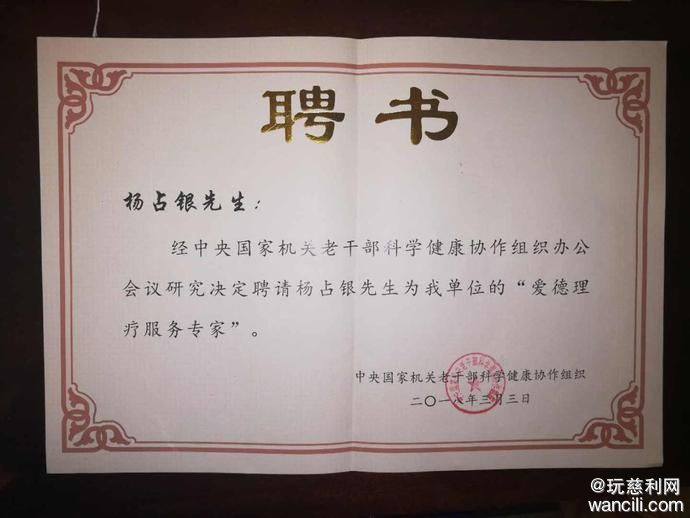 聘书
杨占银先生：
经中央国家机关老干部科学健康协作组织办公
会议研究决定聘请杨占银先生为我单位的“爱德理
疗服务专家”。
中央国家机关老干部科学健康协作组织
二〇一八年三月三日
@玩慈利网
wancili.com